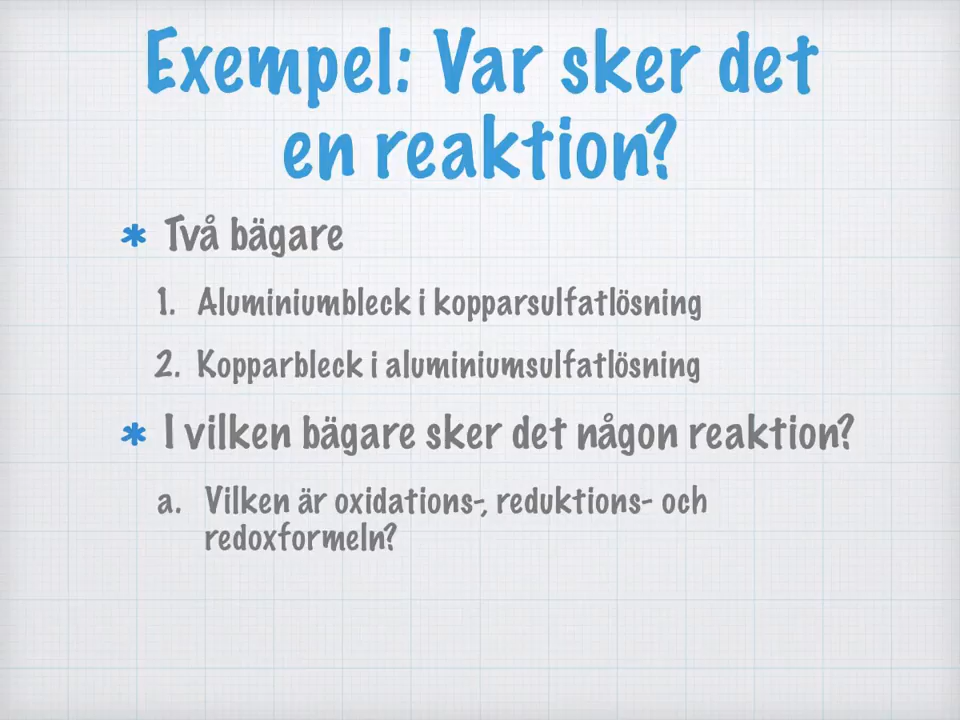 Exempel: Var sker det
en reaktion?
* Två bägare
1. Aluminiumbleck i kopparsulfatlösning
2. Kopparbleck i aluminiumsulfatlösning
* I vilken bägare sker det någon reaktion?
a. Vilken är oxidations-, reduktions- och
redoxformeln?